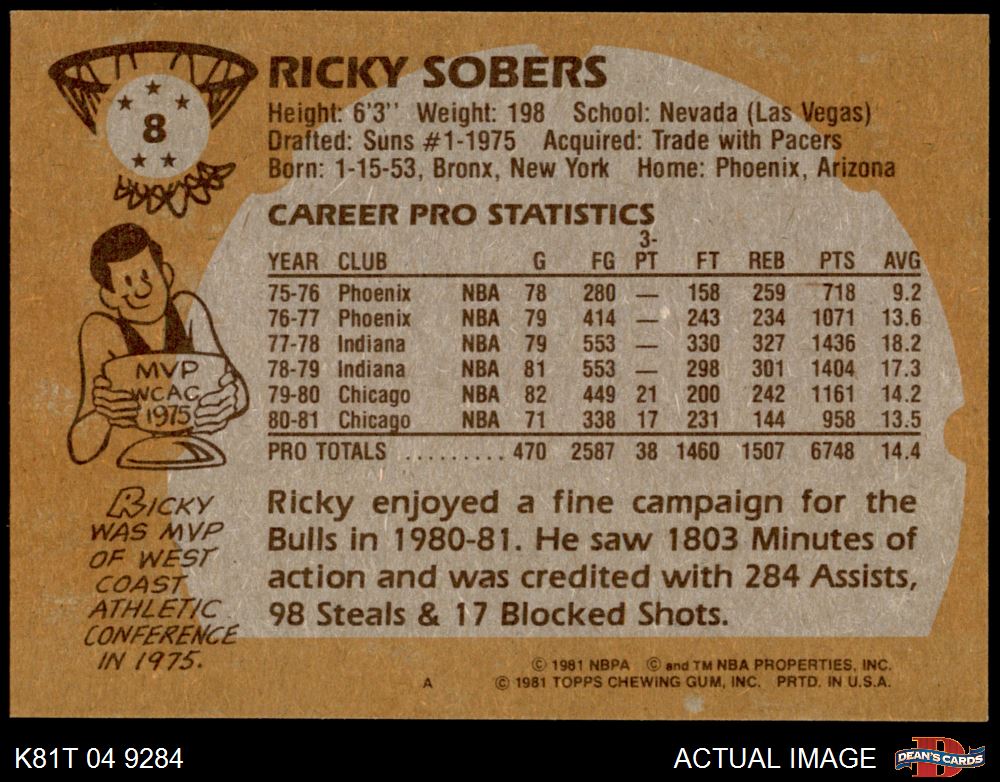 8
RICKY SOBERS
Height: 6'3'' Weight: 198 School: Nevada (Las Vegas)
Drafted: Suns #1-1975 Acquired: Trade with Pacers
Born: 1-15-53, Bronx, New York Home: Phoenix, Arizona
CAREER PRO STATISTICS
YEAR CLUB G FG 3-PT FT REB PTS AVG
75-76 Phoenix NBA 78 280 — 158 259 718 9.2
76-77 Phoenix NBA 79 414 — 243 234 1071 13.6
77-78 Indiana NBA 79 553 — 330 327 1436 18.2
78-79 Indiana NBA 81 553 — 298 301 1404 17.3
79-80 Chicago NBA 82 449 21 200 242 1161 14.2
80-81 Chicago NBA 71 338 17 231 144 958 13.5
PRO TOTALS ......... 470 2587 38 1460 1507 6748 14.4
MVP
WCAC
1975
RICKY
WAS MVP
OF WEST
COAST
ATHLETIC
CONFERENCE
IN 1975.
Ricky enjoyed a fine campaign for the
Bulls in 1980-81. He saw 1803 Minutes of
action and was credited with 284 Assists,
98 Steals & 17 Blocked Shots.
© 1981 NBPA © and TM NBA PROPERTIES, INC.
A © 1981 TOPPS CHEWING GUM, INC. PRTD. IN U.S.A.
K81T 04 9284
ACTUAL IMAGE
D
DEAN'S CARDS